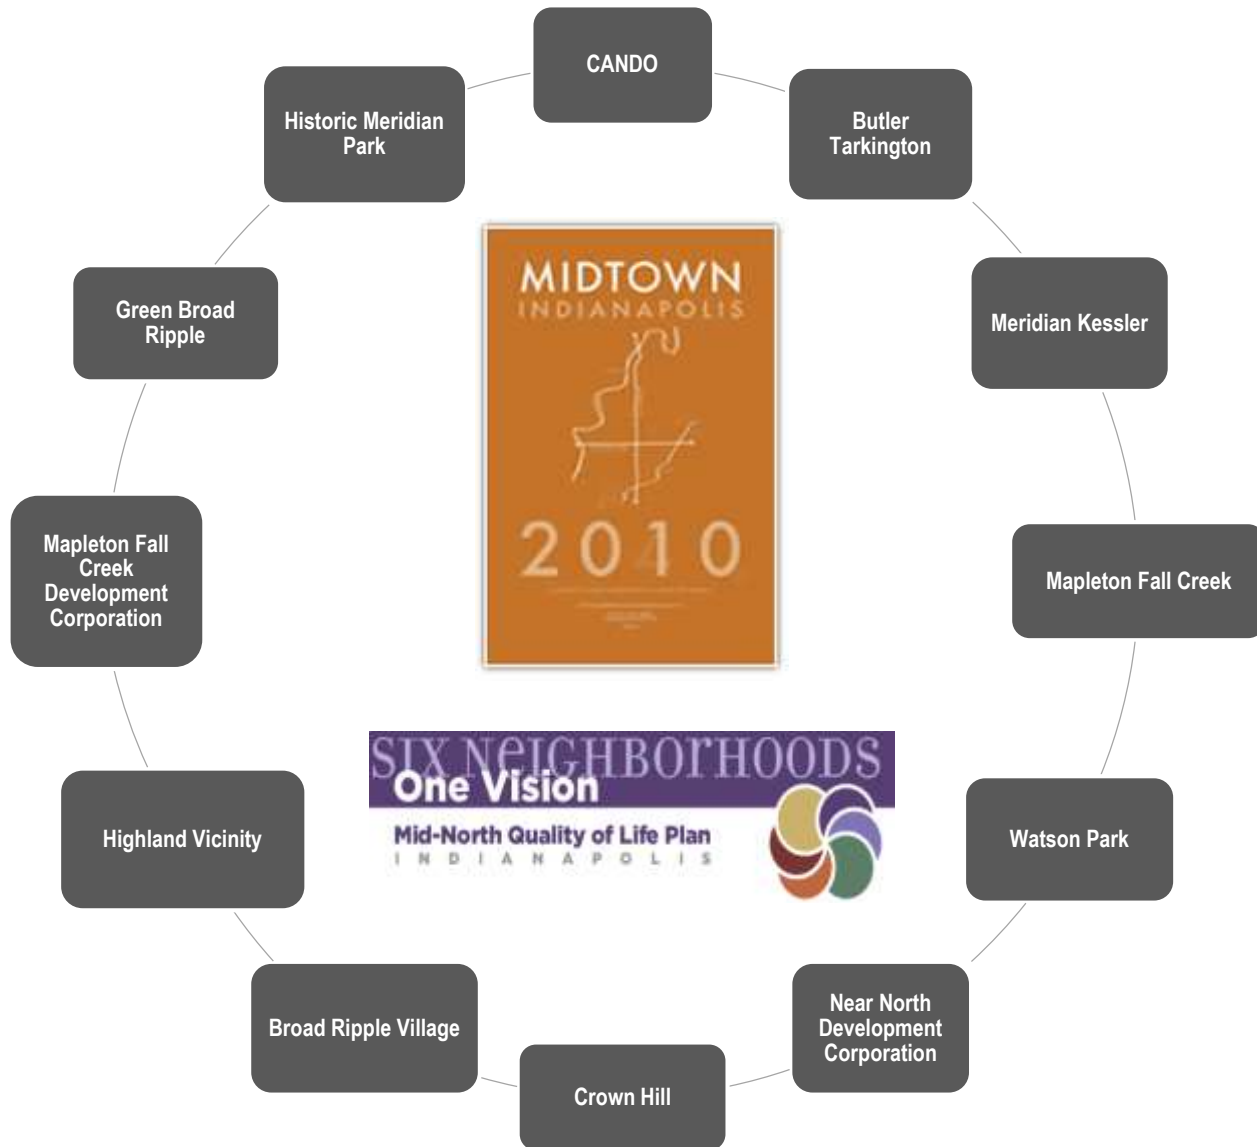 CANDO
Historic Meridian
Park
Butler
Tarkington
MIDTOWN
INDIANAPOLIS
Green Broad
Ripple
Meridian Kessler
2010
Mapleton Fall
Creek
Development
Corporation
Mapleton Fall Creek
SIX NeIGHBOrHOODS
One Vision
Mid-North Quality of Life Plan
INDIANAPOLIS
Highland Vicinity
Watson Park
Broad Ripple Village
Near North
Development
Corporation
Crown Hill